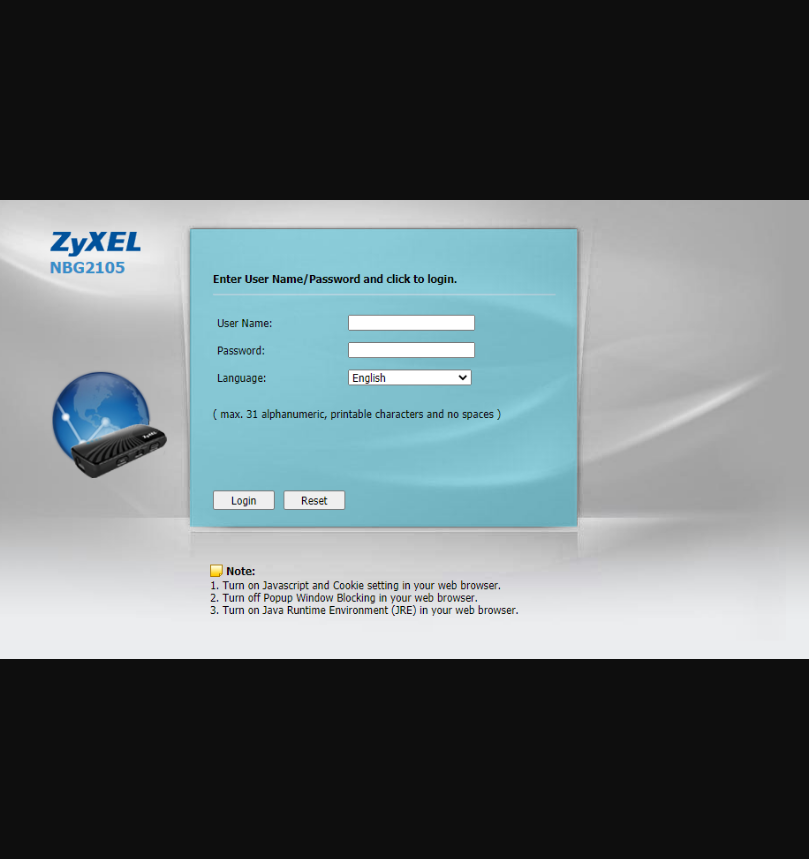 ZyXEL
NBG2105
Enter User Name/Password and click to login.
User Name:
Password:
Language: English
( max. 31 alphanumeric, printable characters and no spaces )
ZyXEL
Login Reset
Note:
1. Turn on Javascript and Cookie setting in your web browser.
2. Turn off Popup Window Blocking in your web browser.
3. Turn on Java Runtime Environment (JRE) in your web browser.